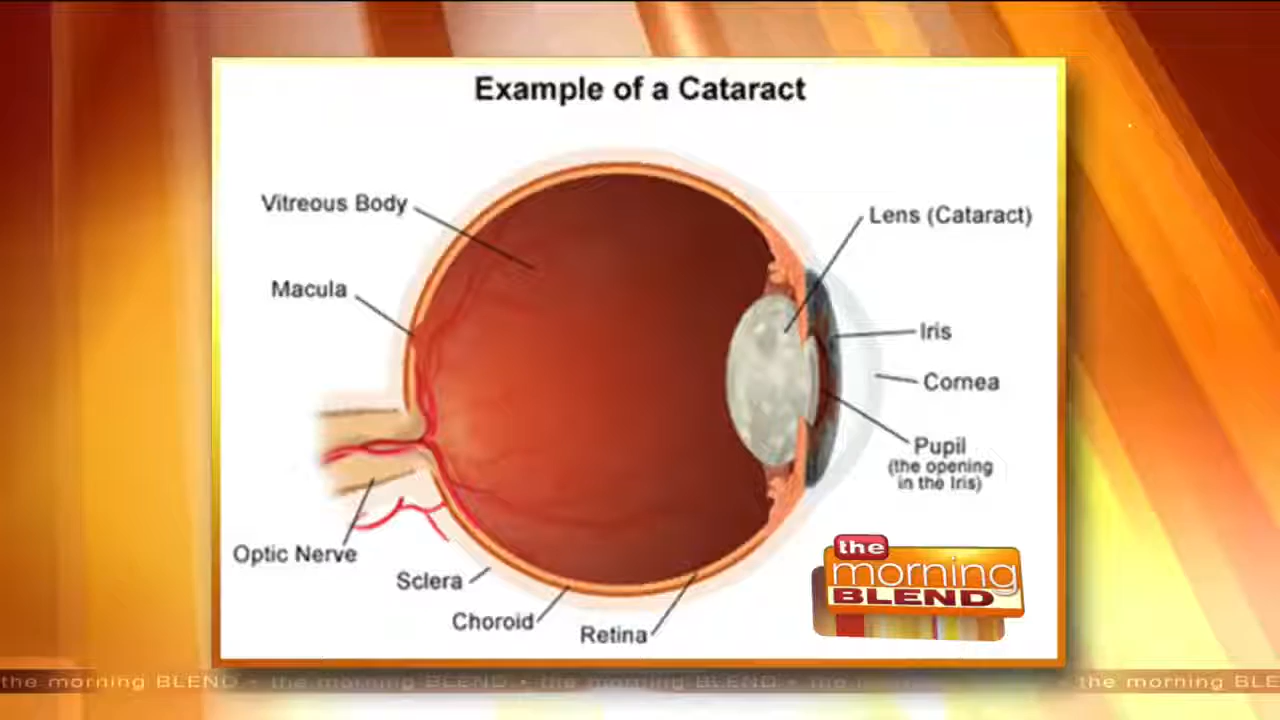 Example of a Cataract
Vitreous Body
Lens (Cataract)
Macula
Iris
Cornea
Pupil
(the opening
in the Iris)
Optic Nerve
Sclera
Choroid
Retina
the
morning
BLEND
the morning BLEND • the morning BLEND • the morning BLEND • the
the morning BLE